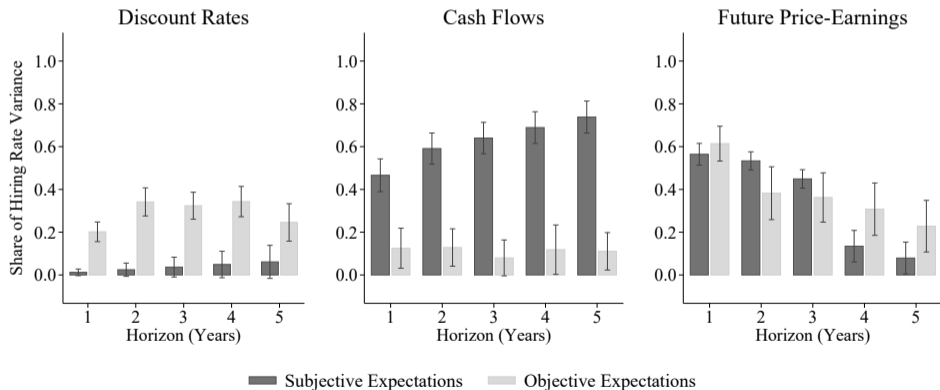 Discount Rates
Cash Flows
Future Price-Earnings
Share of Hiring Rate Variance
1.0
0.8
0.6
0.4
0.2
0.0
1 2 3 4 5
Horizon (Years)
1.0
0.8
0.6
0.4
0.2
0.0
1 2 3 4 5
Horizon (Years)
1.0
0.8
0.6
0.4
0.2
0.0
1 2 3 4 5
Horizon (Years)
Subjective Expectations Objective Expectations